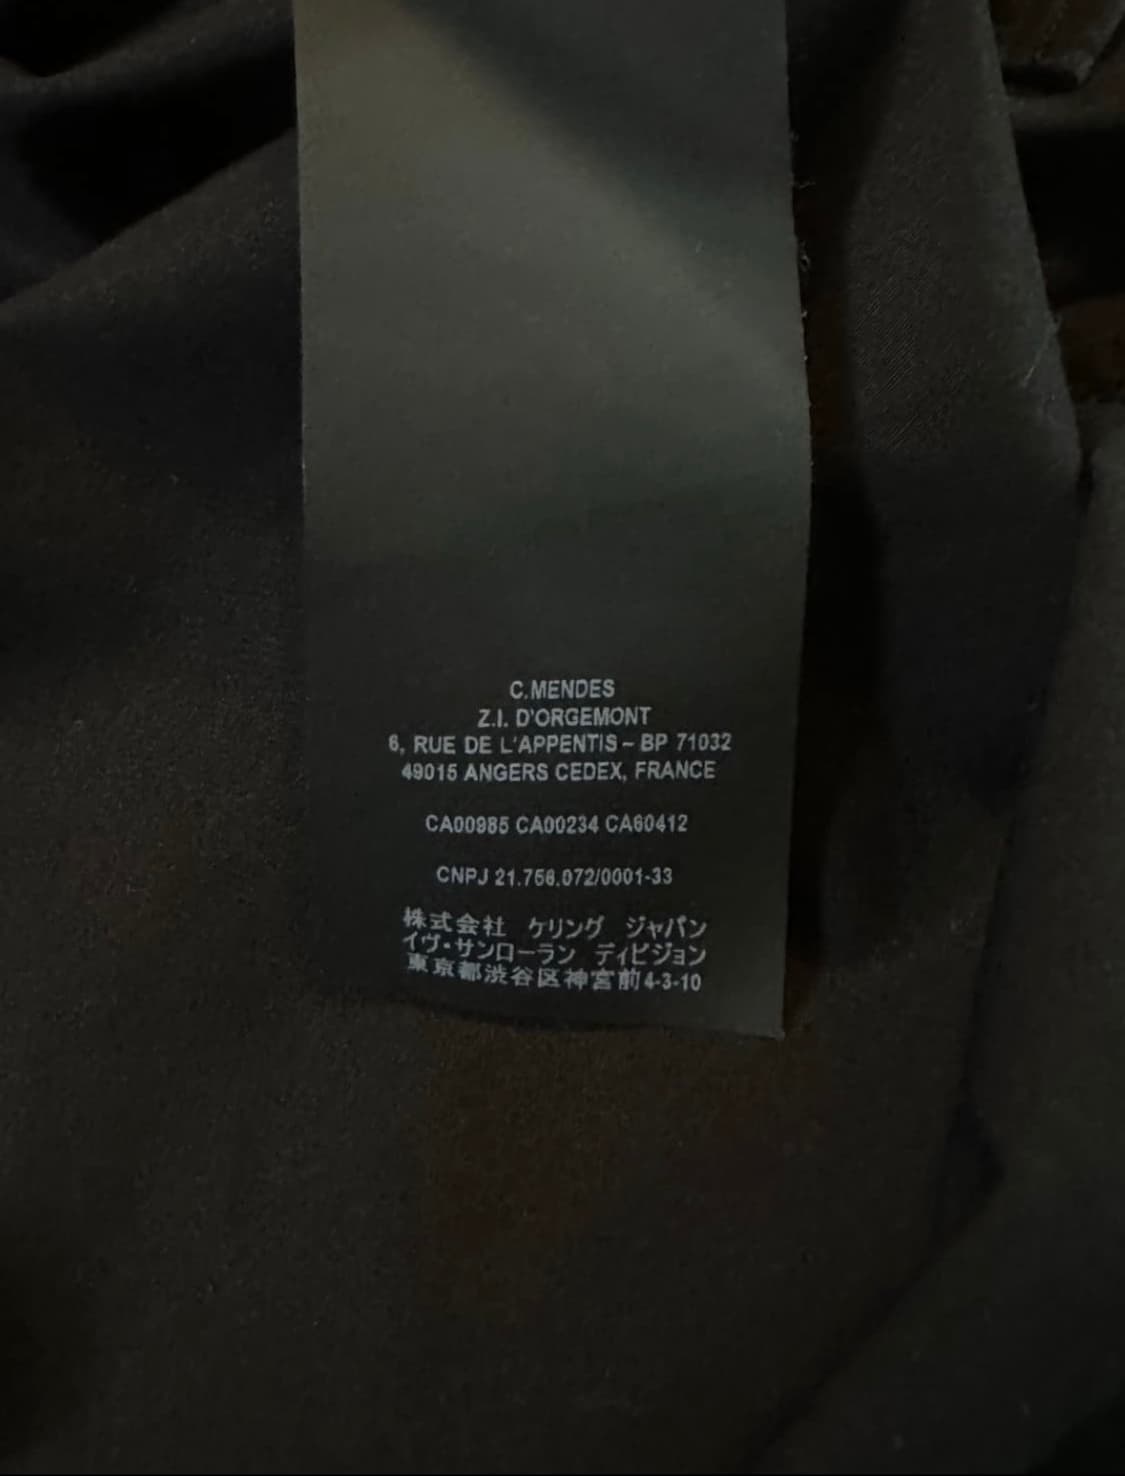 C.MENDES
Z.I. D'ORGEMONT
6, RUE DE L'APPENTIS – BP 71032
49015 ANGERS CEDEX, FRANCE
CA00985 CA00234 CA60412
CNPJ 21.756.072/0001-33
株式会社 ケリング ジャパン
イヴ・サンローラン ディビジョン
東京都渋谷区神宮前4-3-10